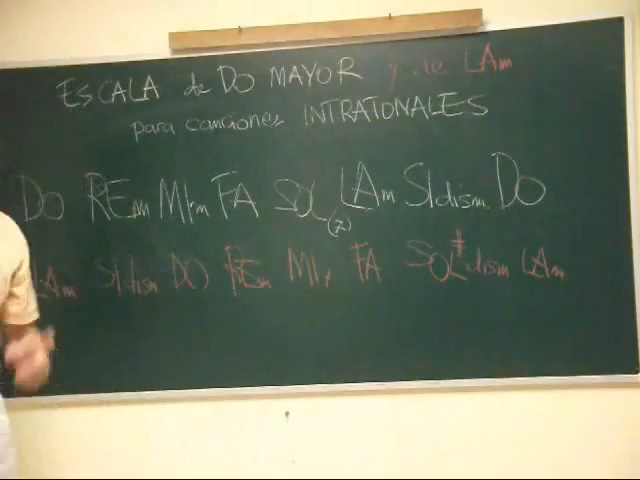 ESCALA de DO MAYOR y de LAm
para canciones INTRATONALES
DO REm MIm FA SOL(7) LAm SIdism. DO
LAm SIdism DO REm MI7 FA SOL#dism LAm